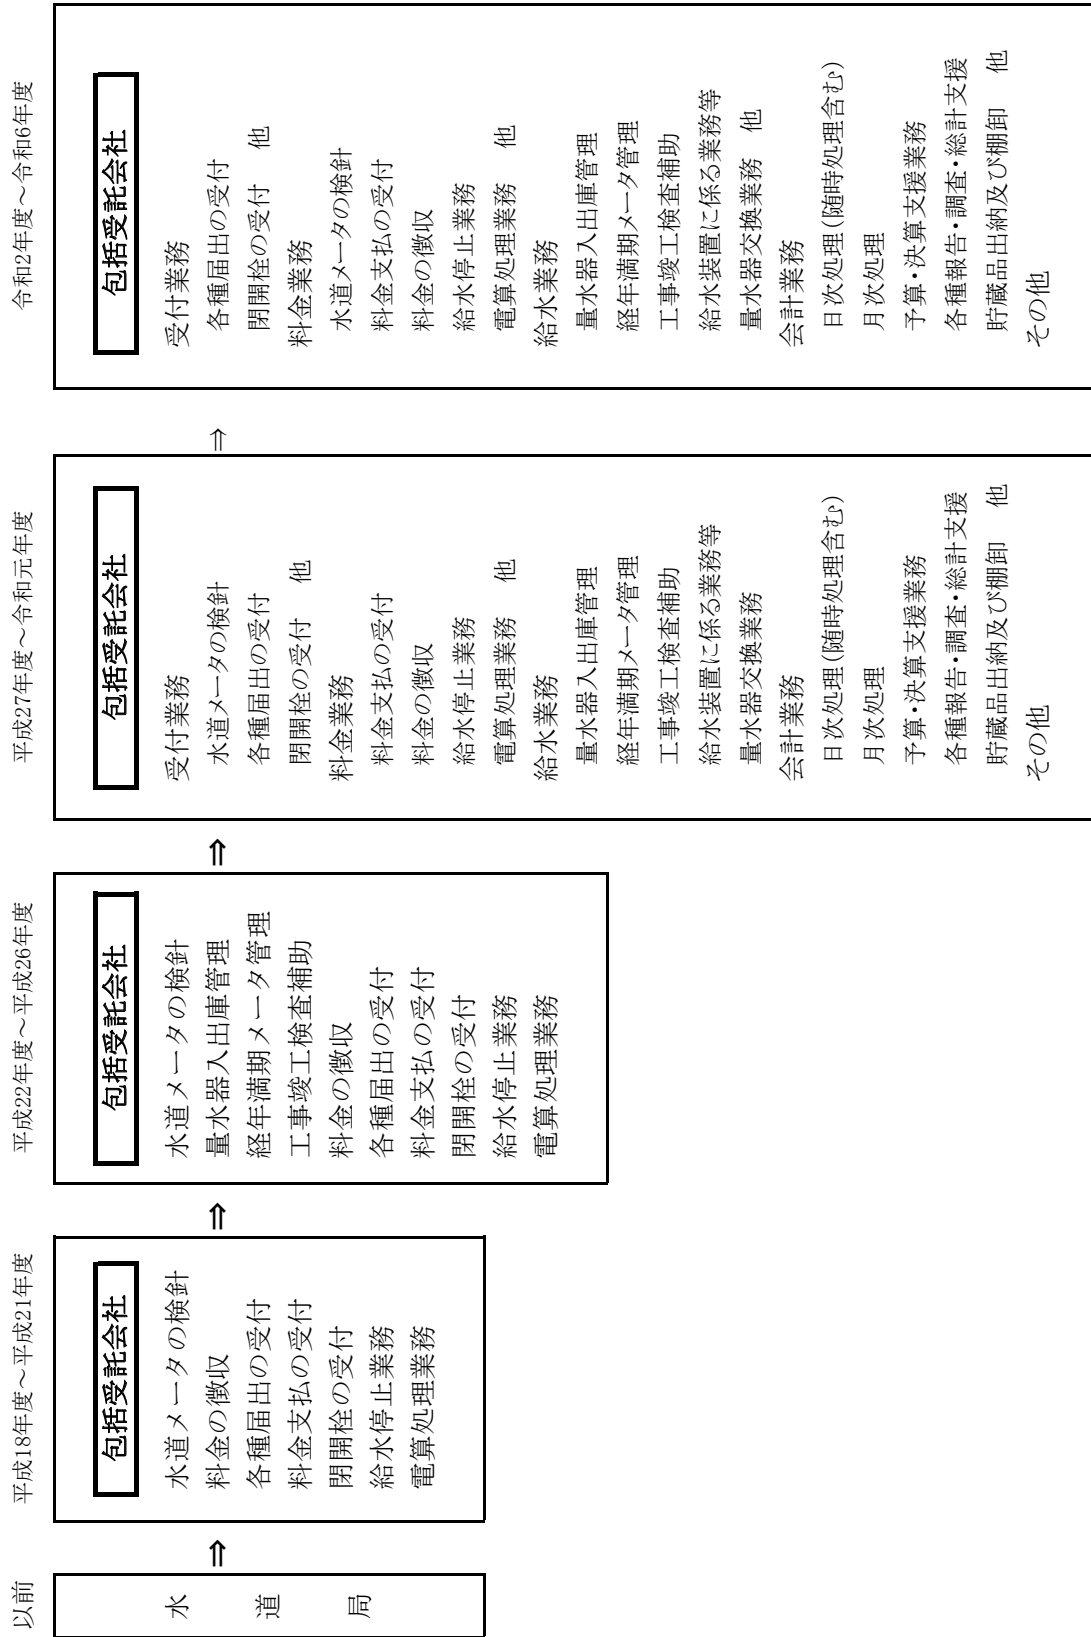 以前
水道局
⇒
平成18年度～平成21年度
包括受託会社
水道メータの検針
料金の徴収
各種届出の受付
料金支払の受付
閉開栓の受付
給水停止業務
電算処理業務
⇒
平成22年度～平成26年度
包括受託会社
水道メータの検針
量水器入出庫管理
経年満期メータ管理
工事竣工検査補助
料金の徴収
各種届出の受付
料金支払の受付
閉開栓の受付
給水停止業務
電算処理業務
⇒
平成27年度～令和元年度
包括受託会社
受付業務
水道メータの検針
各種届出の受付
閉開栓の受付　他
料金業務
料金支払の受付
料金の徴収
給水停止業務
電算処理業務　他
給水業務
量水器入出庫管理
経年満期メータ管理
工事竣工検査補助
給水装置に係る業務等
量水器交換業務
会計業務
日次処理（随時処理含む）
月次処理
予算・決算支援業務
各種報告・調査・総計支援
貯蔵品出納及び棚卸　他
その他
⇒
令和2年度～令和6年度
包括受託会社
受付業務
各種届出の受付
閉開栓の受付　他
料金業務
水道メータの検針
料金支払の受付
料金の徴収
給水停止業務
電算処理業務　他
給水業務
量水器入出庫管理
経年満期メータ管理
工事竣工検査補助
給水装置に係る業務等
量水器交換業務　他
会計業務
日次処理（随時処理含む）
月次処理
予算・決算支援業務
各種報告・調査・総計支援
貯蔵品出納及び棚卸　他
その他